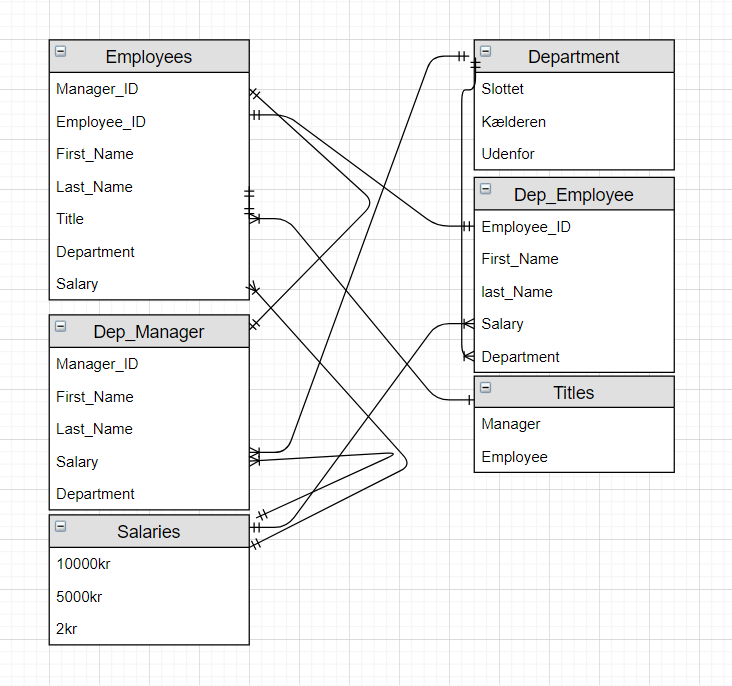 Employees
Manager_ID
Employee_ID
First_Name
Last_Name
Title
Department
Salary
Dep_Manager
Manager_ID
First_Name
Last_Name
Salary
Department
Salaries
10000kr
5000kr
2kr
Department
Slottet
Kælderen
Udenfor
Dep_Employee
Employee_ID
First_Name
last_Name
Salary
Department
Titles
Manager
Employee